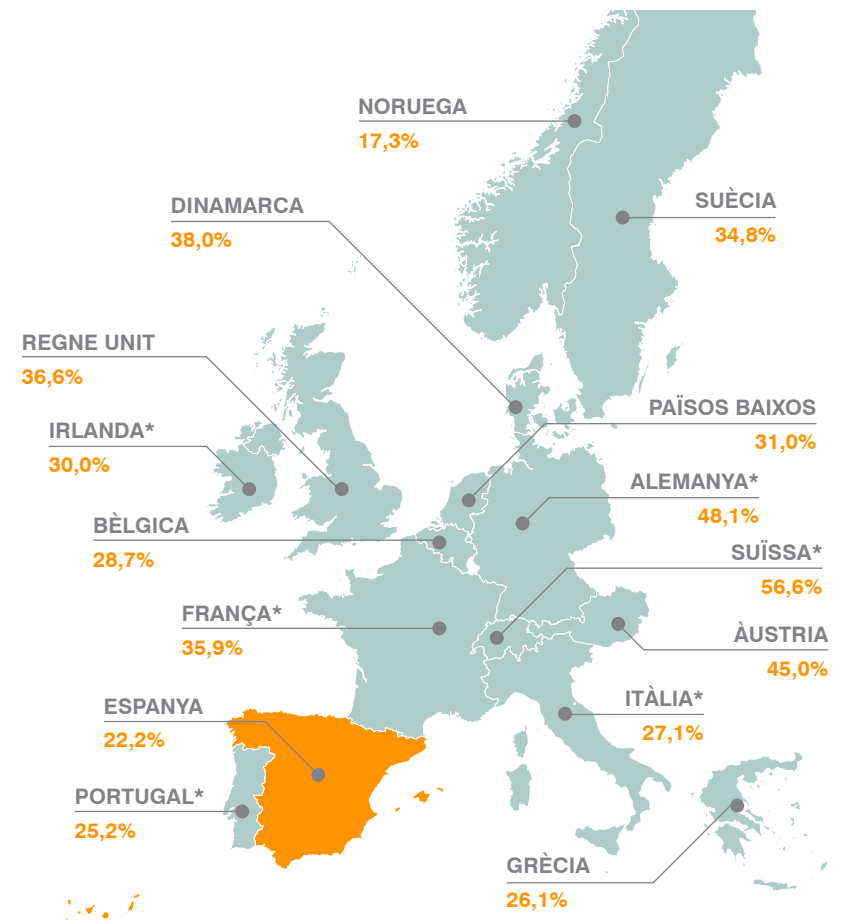 NORUEGA
17,3%
SUÈCIA
34,8%
DINAMARCA
38,0%
REGNE UNIT
36,6%
PAÏSOS BAIXOS
31,0%
IRLANDA*
30,0%
ALEMANYA*
48,1%
BÈLGICA
28,7%
SUÏSSA*
56,6%
FRANÇA*
35,9%
ÀUSTRIA
45,0%
ITÀLIA*
27,1%
ESPANYA
22,2%
PORTUGAL*
25,2%
GRÈCIA
26,1%